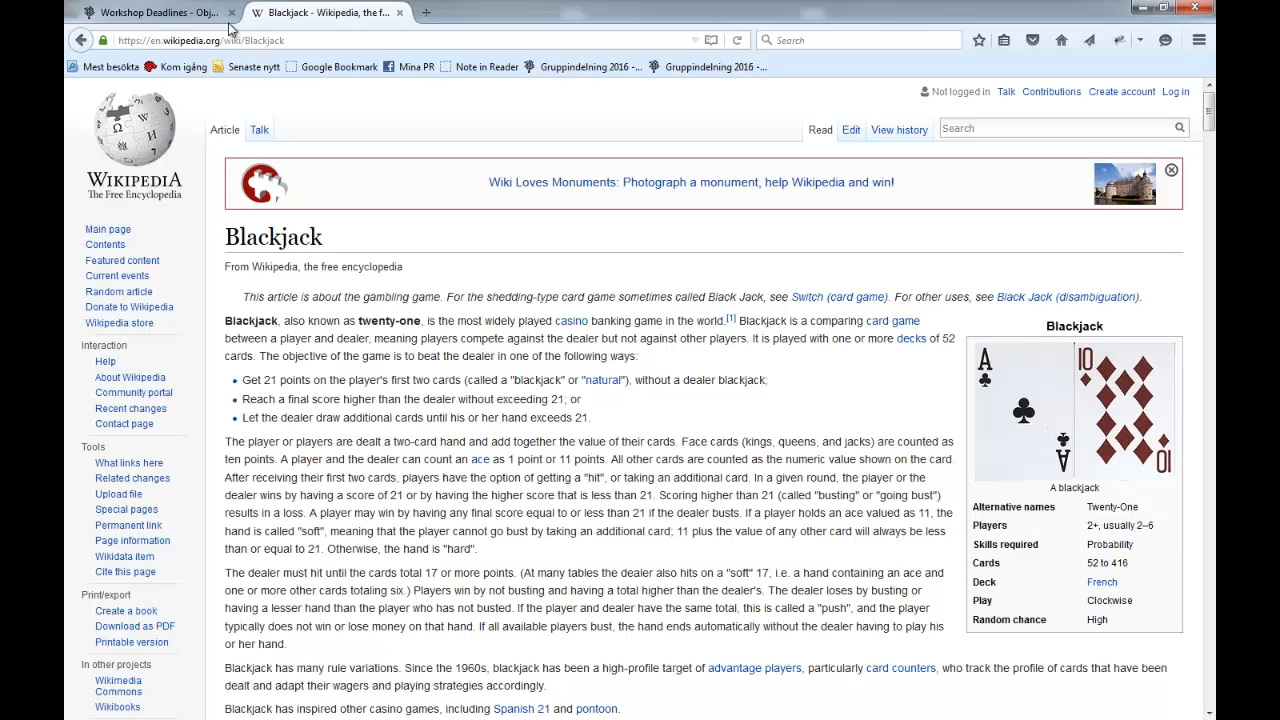 Workshop Deadlines - Obj...
Blackjack - Wikipedia, the f...
https://en.wikipedia.org/wiki/Blackjack
Search
Mest besökta
Kom igång
Senaste nytt
Google Bookmark
Mina PR
Note in Reader
Gruppindelning 2016 -...
Gruppindelning 2016 -...
Not logged in Talk Contributions Create account Log in
Article Talk
Read Edit View history
Search
WIKIPEDIA
The Free Encyclopedia
Main page
Contents
Featured content
Current events
Random article
Donate to Wikipedia
Wikipedia store
Interaction
Help
About Wikipedia
Community portal
Recent changes
Contact page
Tools
What links here
Related changes
Upload file
Special pages
Permanent link
Page information
Wikidata item
Cite this page
Print/export
Create a book
Download as PDF
Printable version
In other projects
Wikimedia
Commons
Wikibooks
Wiki Loves Monuments: Photograph a monument, help Wikipedia and win!
Blackjack
From Wikipedia, the free encyclopedia
This article is about the gambling game. For the shedding-type card game sometimes called Black Jack, see Switch (card game). For other uses, see Black Jack (disambiguation).
Blackjack, also known as twenty-one, is the most widely played casino banking game in the world.[1] Blackjack is a comparing card game
between a player and dealer, meaning players compete against the dealer but not against other players. It is played with one or more decks of 52
cards. The objective of the game is to beat the dealer in one of the following ways:
• Get 21 points on the player's first two cards (called a "blackjack" or "natural"), without a dealer blackjack;
• Reach a final score higher than the dealer without exceeding 21; or
• Let the dealer draw additional cards until his or her hand exceeds 21.
The player or players are dealt a two-card hand and add together the value of their cards. Face cards (kings, queens, and jacks) are counted as
ten points. A player and the dealer can count an ace as 1 point or 11 points. All other cards are counted as the numeric value shown on the card.
After receiving their first two cards, players have the option of getting a "hit", or taking an additional card. In a given round, the player or the
dealer wins by having a score of 21 or by having the higher score that is less than 21. Scoring higher than 21 (called "busting" or "going bust")
results in a loss. A player may win by having any final score equal to or less than 21 if the dealer busts. If a player holds an ace valued as 11, the
hand is called "soft", meaning that the player cannot go bust by taking an additional card; 11 plus the value of any other card will always be less
than or equal to 21. Otherwise, the hand is "hard".
The dealer must hit until the cards total 17 or more points. (At many tables the dealer also hits on a "soft" 17, i.e. a hand containing an ace and
one or more other cards totaling six.) Players win by not busting and having a total higher than the dealer's. The dealer loses by busting or
having a lesser hand than the player who has not busted. If the player and dealer have the same total, this is called a "push", and the player
typically does not win or lose money on that hand. If all available players bust, the hand ends automatically without the dealer having to play his
or her hand.
Blackjack has many rule variations. Since the 1960s, blackjack has been a high-profile target of advantage players, particularly card counters, who track the profile of cards that have been
dealt and adapt their wagers and playing strategies accordingly.
Blackjack has inspired other casino games, including Spanish 21 and pontoon.
Blackjack
A
10
A
10
A blackjack
Alternative names Twenty-One
Players 2+, usually 2–6
Skills required Probability
Cards 52 to 416
Deck French
Play Clockwise
Random chance High